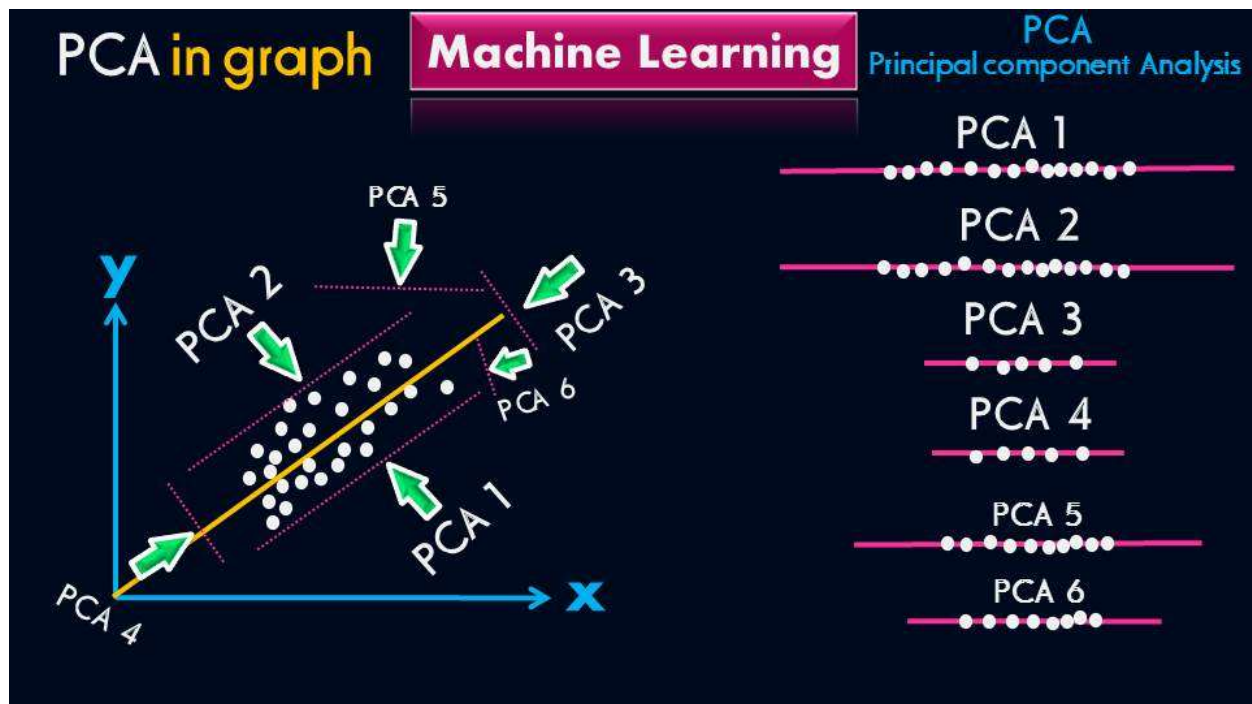 PCA in graph
Machine Learning
PCA
Principal component Analysis
PCA 1
PCA 2
PCA 3
PCA 4
PCA 5
PCA 6
PCA 5
y
PCA 2
PCA 3
PCA 6
PCA 1
x
PCA 4